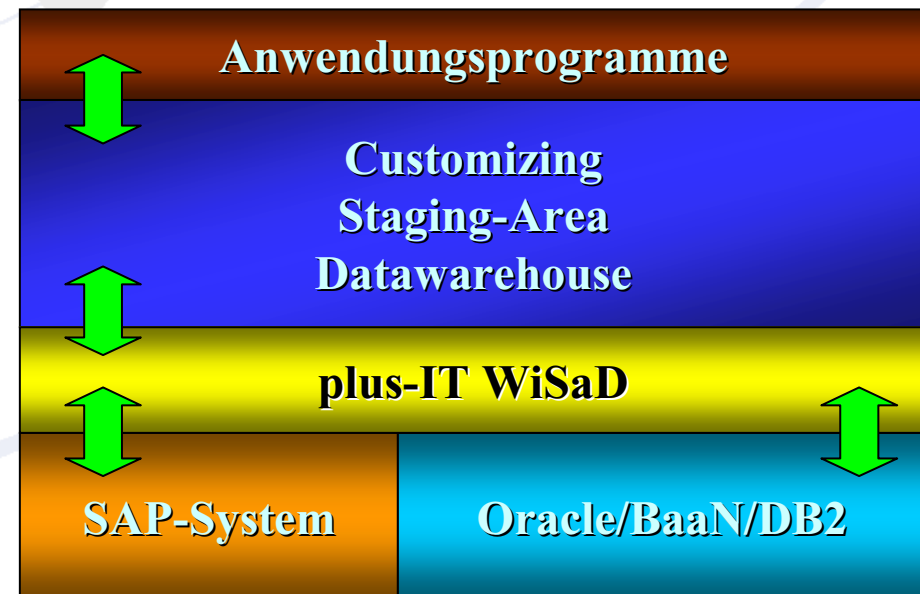 Anwendungsprogramme
Customizing
Staging-Area
Datawarehouse
plus-IT WiSaD
SAP-System
Oracle/BaaN/DB2